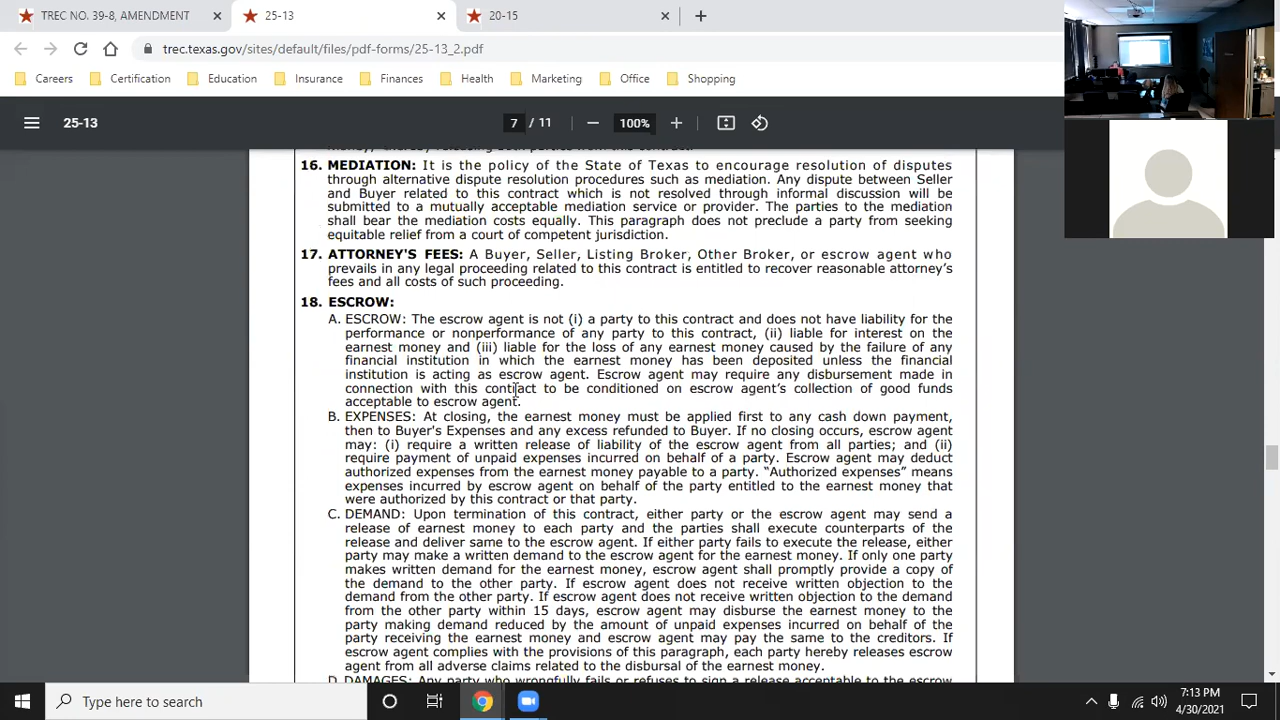 TREC NO. 39-8, AMENDMENT
25-13
20-15
trec.texas.gov/sites/default/files/pdf-forms/25-13_2.pdf
Careers
Certification
Education
Insurance
Finances
Health
Marketing
Office
Shopping
25-13
7 / 11
100%
16. MEDIATION: It is the policy of the State of Texas to encourage resolution of disputes
through alternative dispute resolution procedures such as mediation. Any dispute between Seller
and Buyer related to this contract which is not resolved through informal discussion will be
submitted to a mutually acceptable mediation service or provider. The parties to the mediation
shall bear the mediation costs equally. This paragraph does not preclude a party from seeking
equitable relief from a court of competent jurisdiction.
17. ATTORNEY'S FEES: A Buyer, Seller, Listing Broker, Other Broker, or escrow agent who
prevails in any legal proceeding related to this contract is entitled to recover reasonable attorney's
fees and all costs of such proceeding.
18. ESCROW:
A. ESCROW: The escrow agent is not (i) a party to this contract and does not have liability for the
performance or nonperformance of any party to this contract, (ii) liable for interest on the
earnest money and (iii) liable for the loss of any earnest money caused by the failure of any
financial institution in which the earnest money has been deposited unless the financial
institution is acting as escrow agent. Escrow agent may require any disbursement made in
connection with this contract to be conditioned on escrow agent's collection of good funds
acceptable to escrow agent.
B. EXPENSES: At closing, the earnest money must be applied first to any cash down payment,
then to Buyer's Expenses and any excess refunded to Buyer. If no closing occurs, escrow agent
may: (i) require a written release of liability of the escrow agent from all parties; and (ii)
require payment of unpaid expenses incurred on behalf of a party. Escrow agent may deduct
authorized expenses from the earnest money payable to a party. “Authorized expenses” means
expenses incurred by escrow agent on behalf of the party entitled to the earnest money that
were authorized by this contract or that party.
C. DEMAND: Upon termination of this contract, either party or the escrow agent may send a
release of earnest money to each party and the parties shall execute counterparts of the
release and deliver same to the escrow agent. If either party fails to execute the release, either
party may make a written demand to the escrow agent for the earnest money. If only one party
makes written demand for the earnest money, escrow agent shall promptly provide a copy of
the demand to the other party. If escrow agent does not receive written objection to the
demand from the other party. If escrow agent does not receive written objection to the demand
from the other party within 15 days, escrow agent may disburse the earnest money to the
party making demand reduced by the amount of unpaid expenses incurred on behalf of the
party receiving the earnest money and escrow agent may pay the same to the creditors. If
escrow agent complies with the provisions of this paragraph, each party hereby releases escrow
agent from all adverse claims related to the disbursal of the earnest money.
D. DAMAGES: Any party who wrongfully fails or refuses to sign a release acceptable to the escrow
Type here to search
7:13 PM
4/30/2021